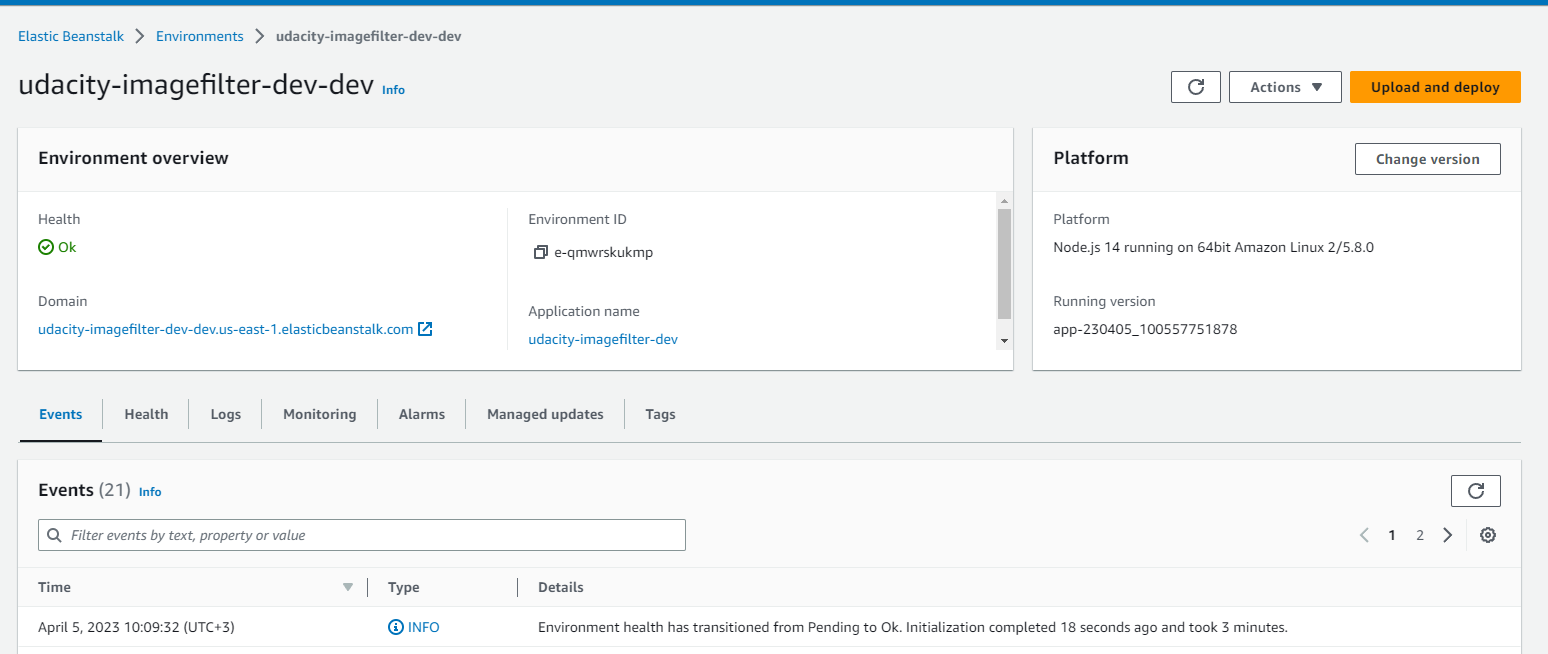 Elastic Beanstalk > Environments > udacity-imagefilter-dev-dev
udacity-imagefilter-dev-dev Info
Actions
Upload and deploy
Environment overview
Health
Ok
Domain
udacity-imagefilter-dev-dev.us-east-1.elasticbeanstalk.com
Environment ID
e-qmwrskukmp
Application name
udacity-imagefilter-dev
Platform
Change version
Platform
Node.js 14 running on 64bit Amazon Linux 2/5.8.0
Running version
app-230405_100557751878
Events Health Logs Monitoring Alarms Managed updates Tags
Events (21) Info
Filter events by text, property or value
1 2
Time Type Details
April 5, 2023 10:09:32 (UTC+3) INFO Environment health has transitioned from Pending to Ok. Initialization completed 18 seconds ago and took 3 minutes.